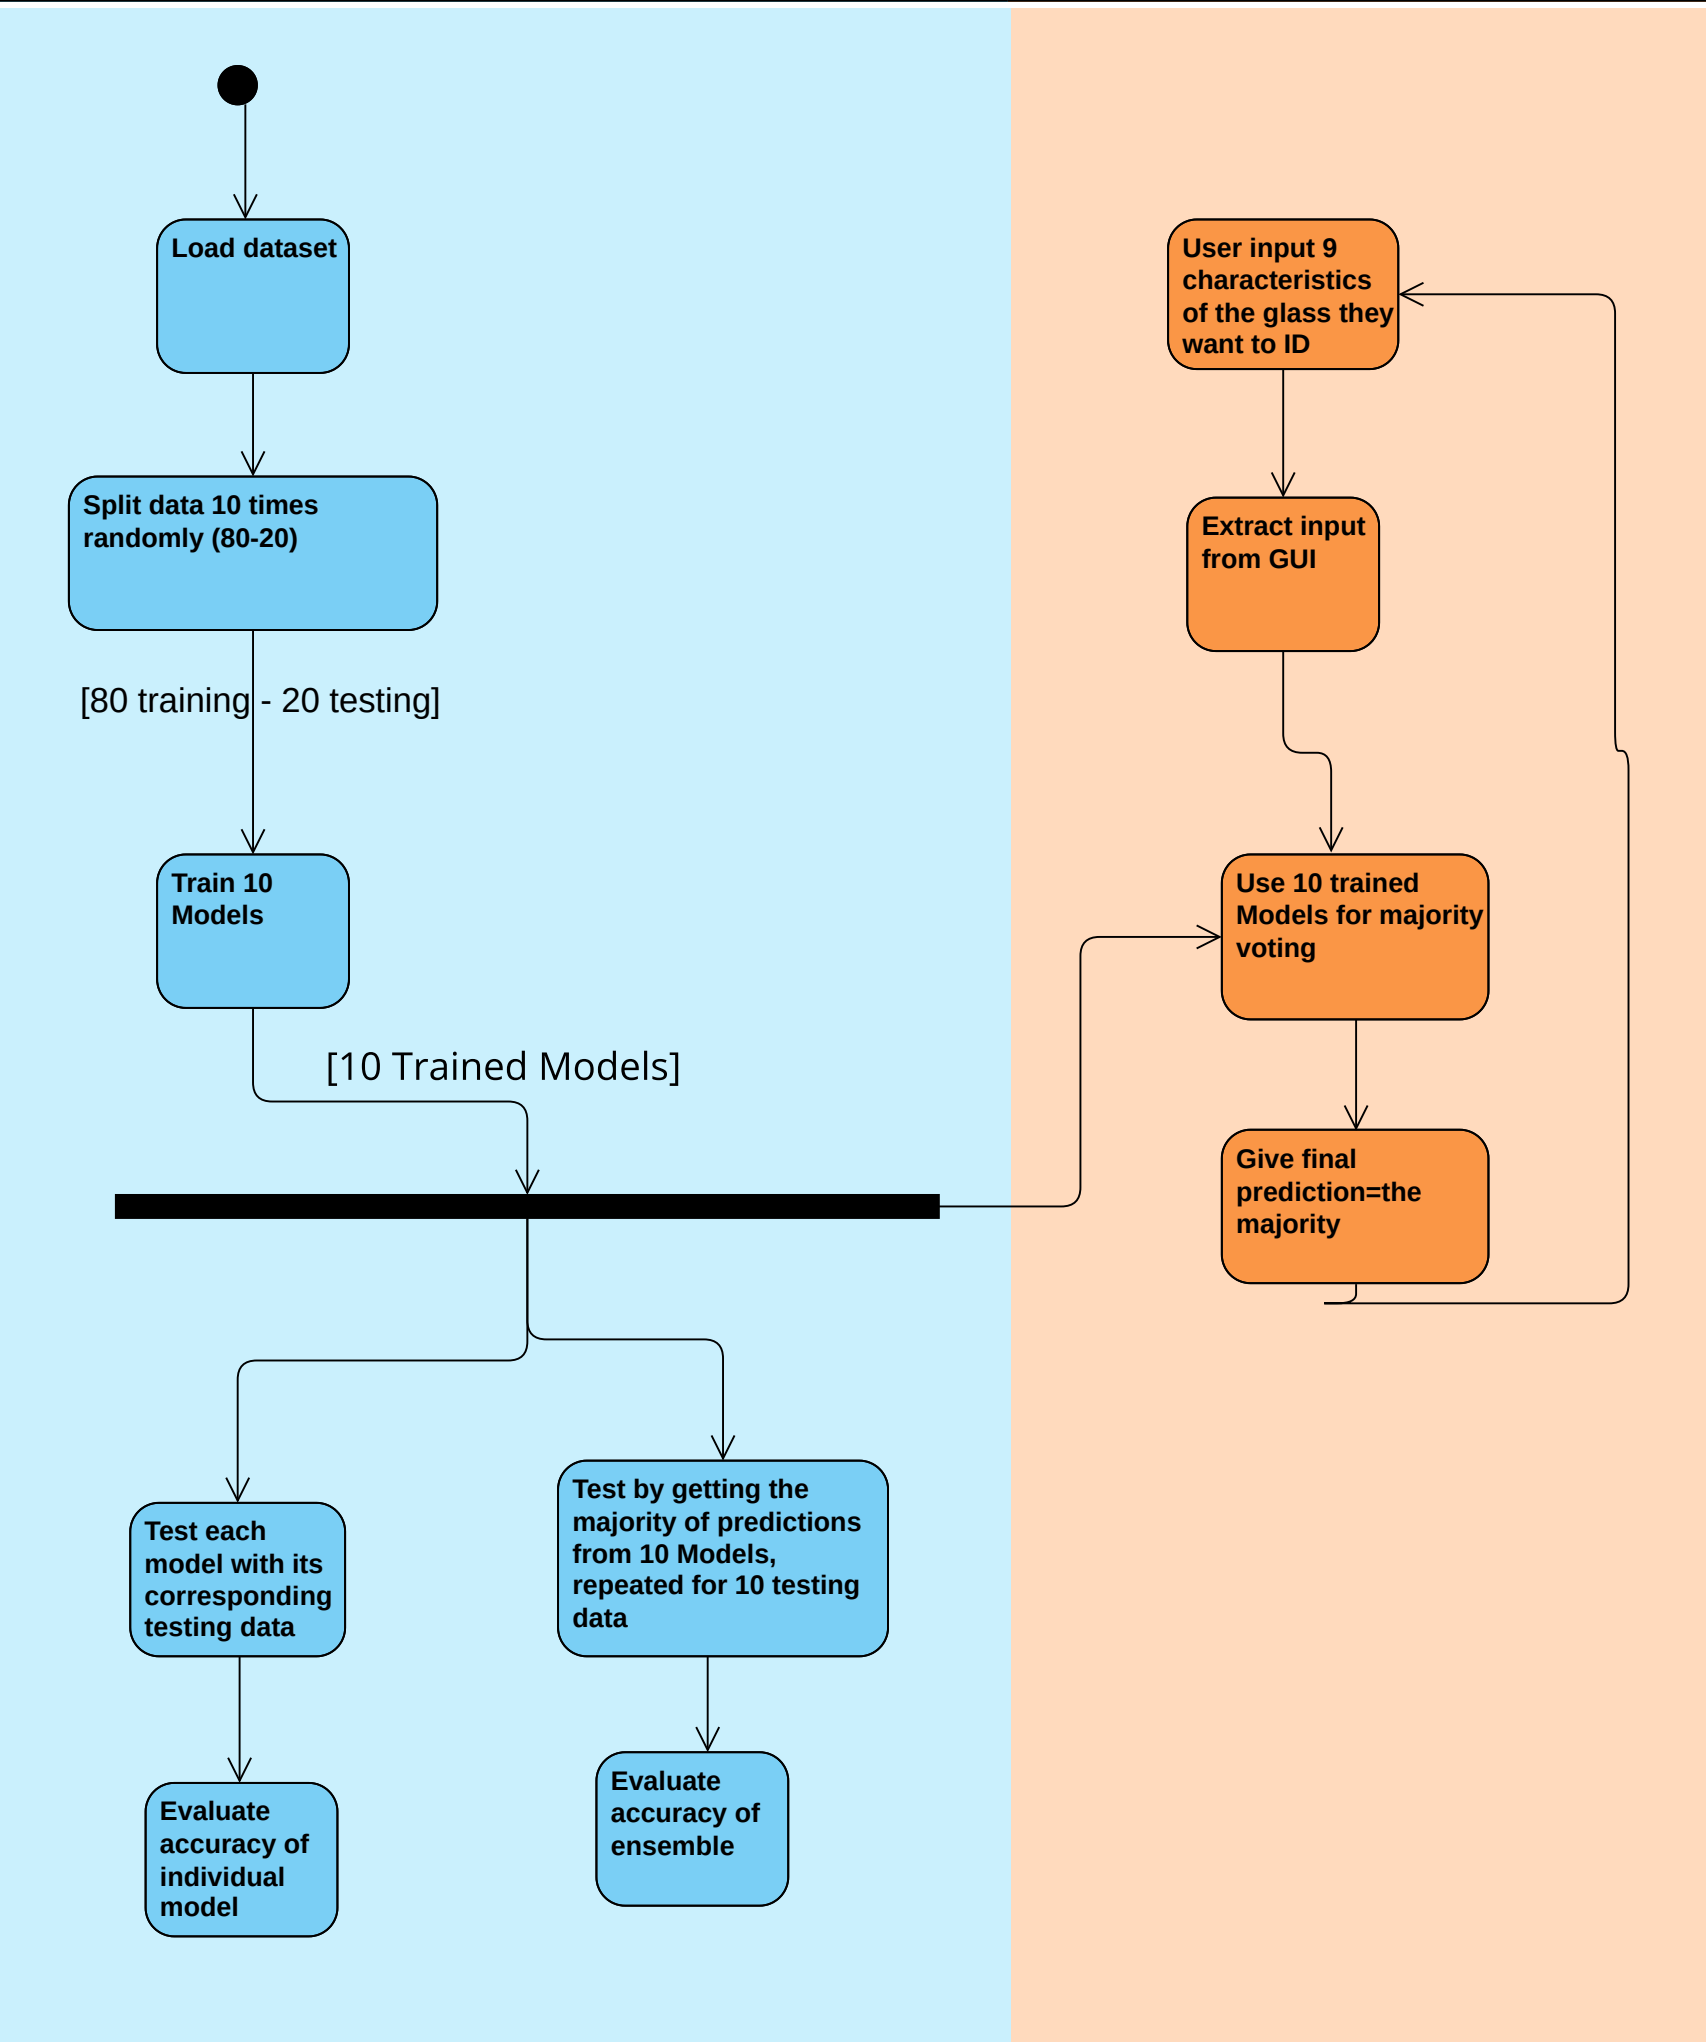 Load dataset
Split data 10 times
randomly (80-20)
[80 training - 20 testing]
Train 10
Models
[10 Trained Models]
Test each
model with its
corresponding
testing data
Test by getting the
majority of predictions
from 10 Models,
repeated for 10 testing
data
Evaluate
accuracy of
individual
model
Evaluate
accuracy of
ensemble
User input 9
characteristics
of the glass they
want to ID
Extract input
from GUI
Use 10 trained
Models for majority
voting
Give final
prediction=the
majority